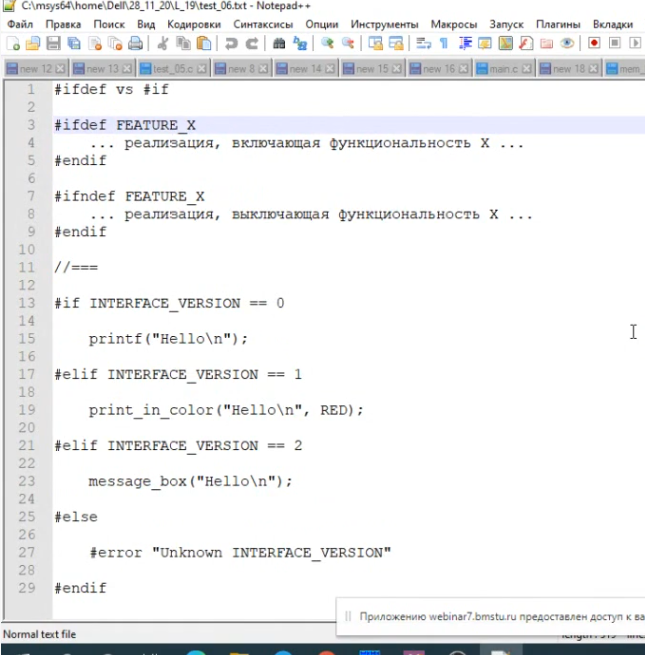 C:\msys64\home\Dell\28_11_20\L_19\test_06.txt - Notepad++
Файл Правка Поиск Вид Кодировки Синтаксисы Опции Инструменты Макросы Запуск Плагины Вкладки
new 12 new 13 test_05.c new 8 new 14 new 15 new 16 main.c new 18 mem_
1 #ifdef vs #if
2
3 #ifdef FEATURE_X
4 ... реализация, включающая функциональность X ...
5 #endif
6
7 #ifndef FEATURE_X
8 ... реализация, выключающая функциональность X ...
9 #endif
10
11 //===
12
13 #if INTERFACE_VERSION == 0
14
15 printf("Hello\n");
16
17 #elif INTERFACE_VERSION == 1
18
19 print_in_color("Hello\n", RED);
20
21 #elif INTERFACE_VERSION == 2
22
23 message_box("Hello\n");
24
25 #else
26
27 #error "Unknown INTERFACE_VERSION"
28
29 #endif
Приложению webinar7.bmstu.ru предоставлен доступ к ва
Normal text file